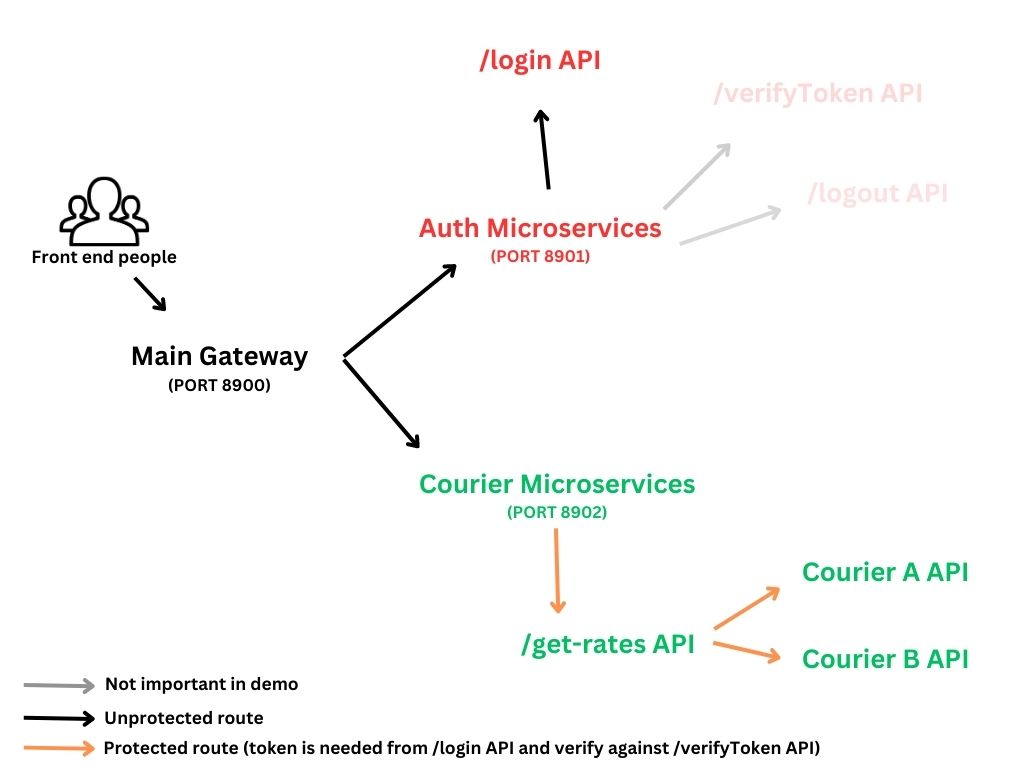 /login API
/verifyToken API
/logout API
Auth Microservices
(PORT 8901)
Front end people
Main Gateway
(PORT 8900)
Courier Microservices
(PORT 8902)
Courier A API
/get-rates API
Courier B API
Not important in demo
Unprotected route
Protected route (token is needed from /login API and verify against /verifyToken API)